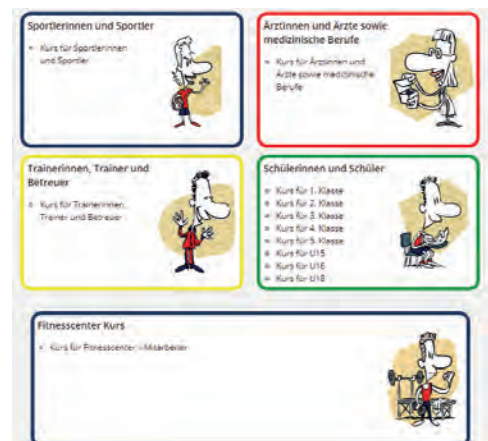 Sportlerinnen und Sportler
Kurs für Sportlerinnen
und Sportler
Ärztinnen und Ärzte sowie
medizinische Berufe
Kurs für Ärztinnen und
Ärzte sowie medizinische
Berufe
Trainerinnen, Trainer und
Betreuer
Kurs für Trainerinnen,
Trainer und Betreuer
Schülerinnen und Schüler
Kurs für 1. Klasse
Kurs für 2. Klasse
Kurs für 3. Klasse
Kurs für 4. Klasse
Kurs für 5. Klasse
Kurs für U15
Kurs für U16
Kurs für U18
Fitnesscenter Kurs
Kurs für Fitnesscenter - Mitarbeiter